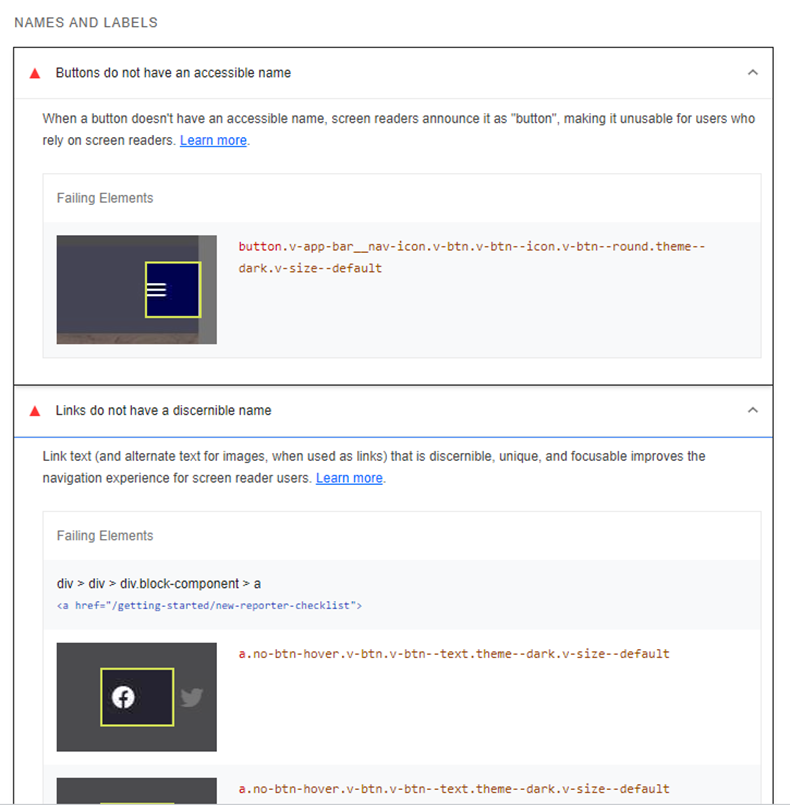 NAMES AND LABELS
Buttons do not have an accessible name
When a button doesn't have an accessible name, screen readers announce it as "button", making it unusable for users who
rely on screen readers. Learn more.
Failing Elements
button.v-app-bar__nav-icon.v-btn.v-btn--icon.v-btn--round.theme--
dark.v-size--default
Links do not have a discernible name
Link text (and alternate text for images, when used as links) that is discernible, unique, and focusable improves the
navigation experience for screen reader users. Learn more.
Failing Elements
div > div > div.block-component > a
<a href="/getting-started/new-reporter-checklist">
a.no-btn-hover.v-btn.v-btn--text.theme--dark.v-size--default
a.no-btn-hover.v-btn.v-btn--text.theme--dark.v-size--default